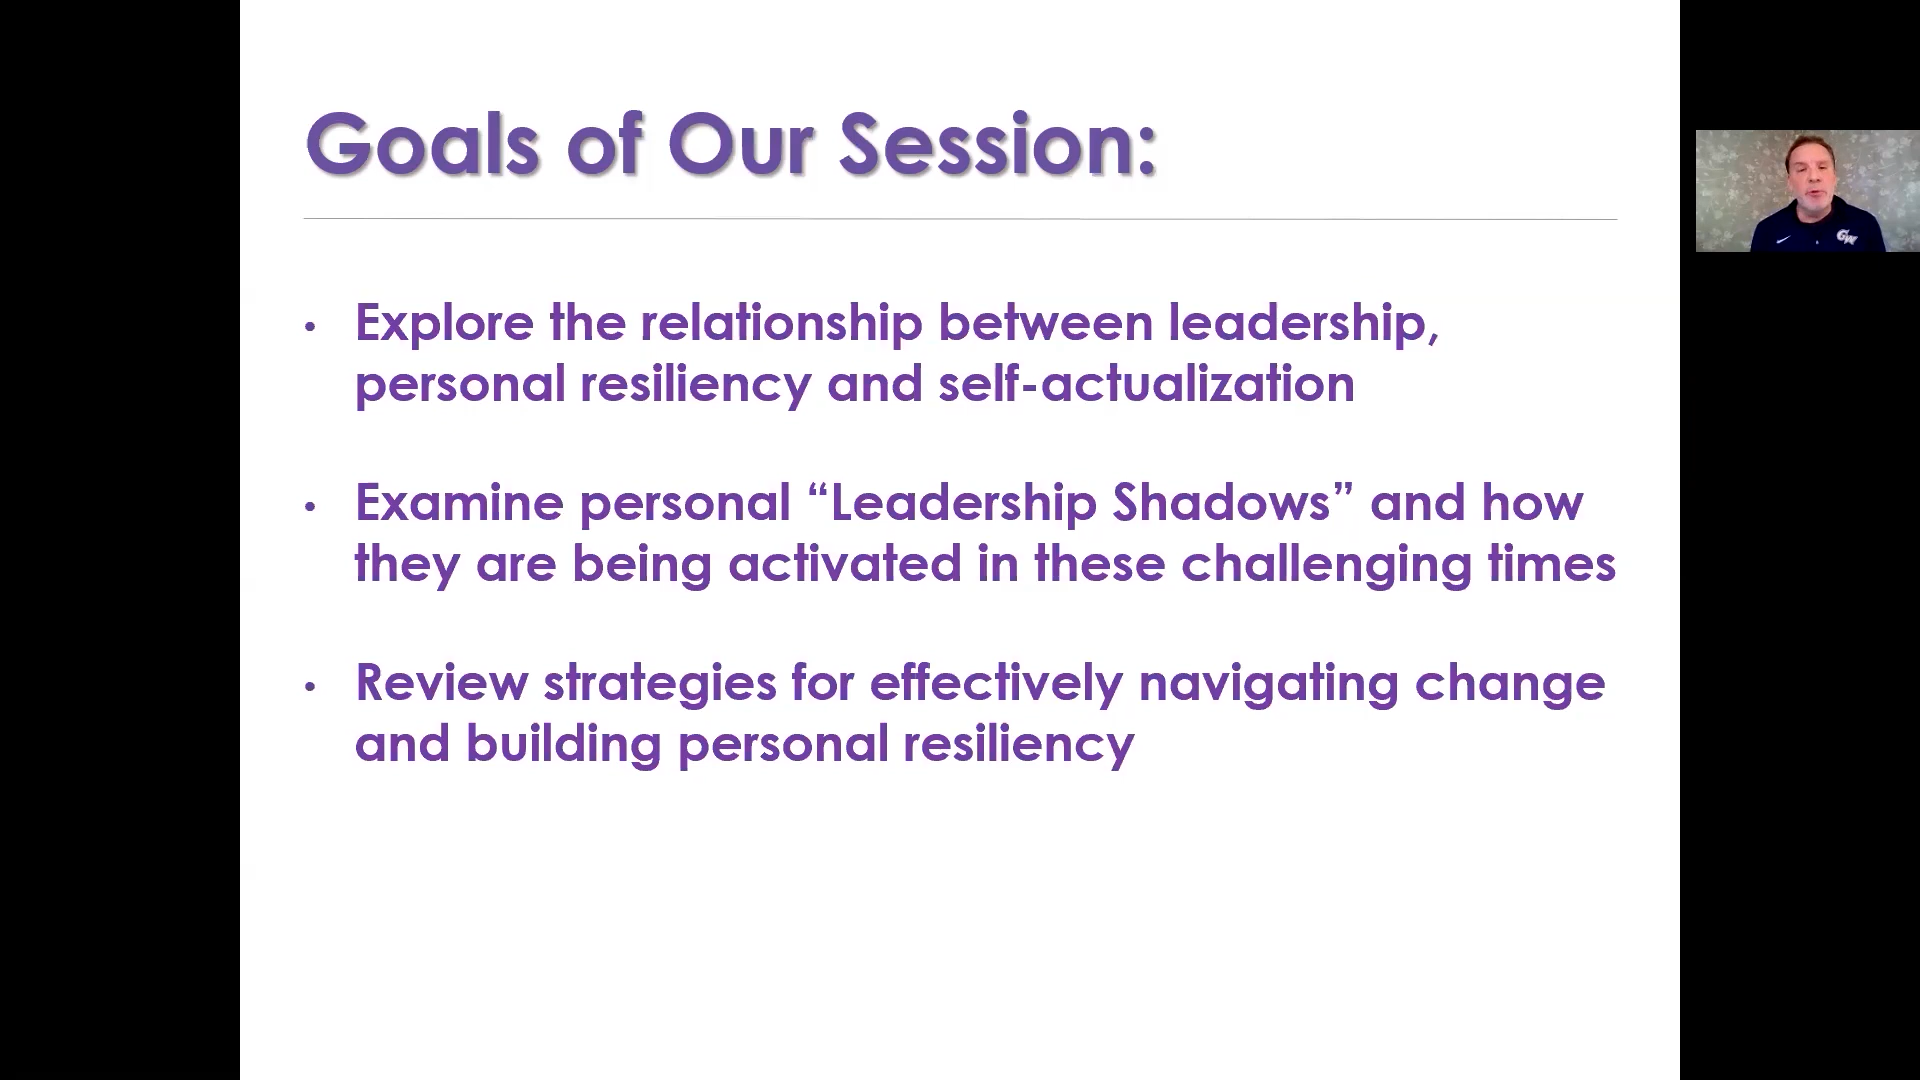 Goals of Our Session:
• Explore the relationship between leadership,
personal resiliency and self-actualization
• Examine personal “Leadership Shadows” and how
they are being activated in these challenging times
• Review strategies for effectively navigating change
and building personal resiliency
GW